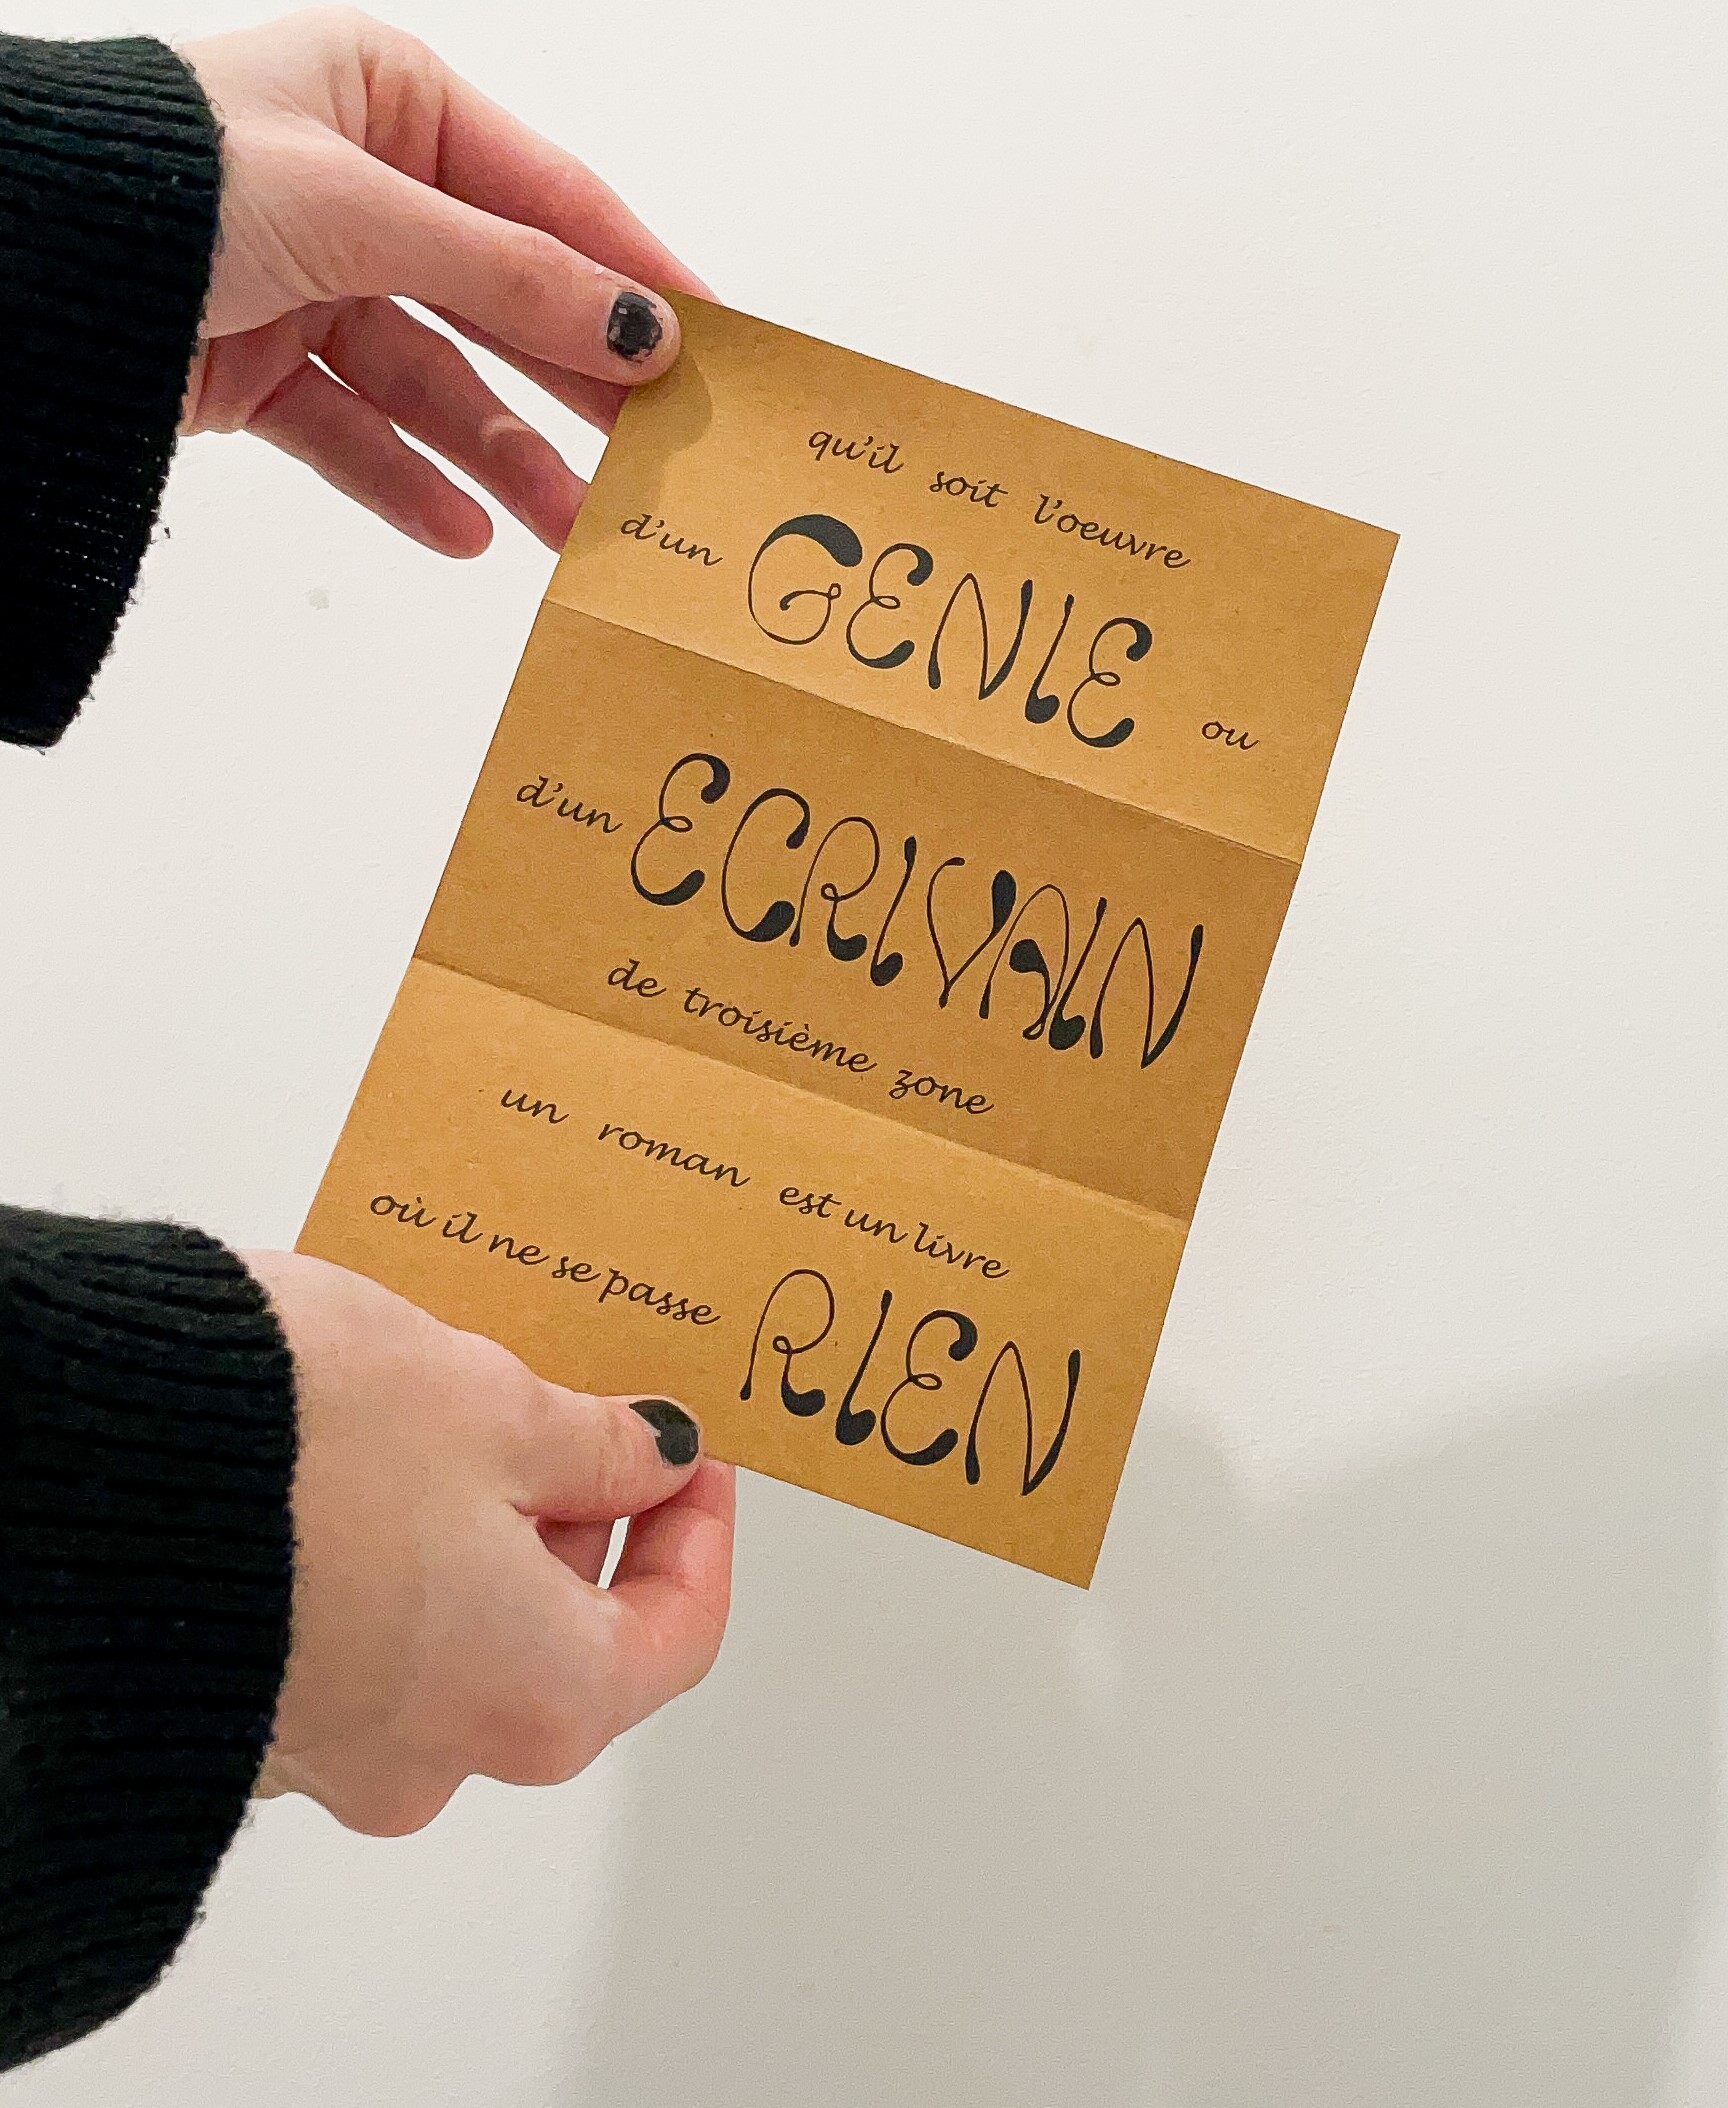 qu'il soit l'oeuvre
d'un GENIE ou
d'un ECRIVAIN
de troisième zone
un roman est un livre
où il ne se passe RIEN